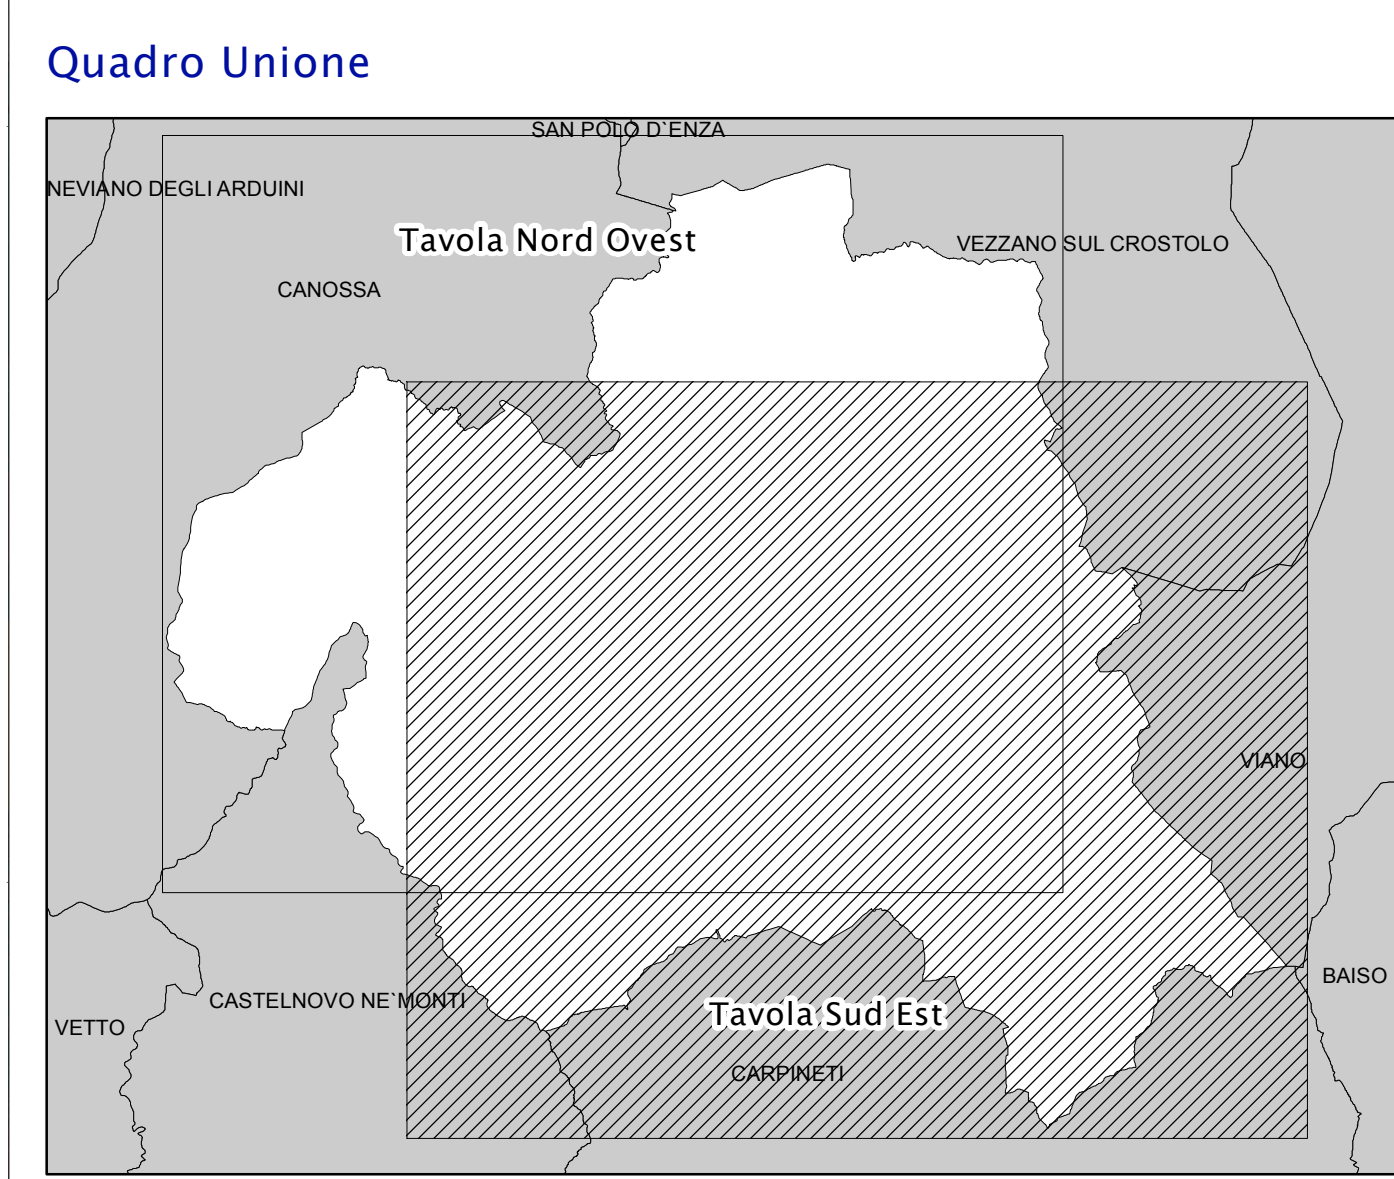 Quadro Unione
SAN POLO D`ENZA
NEVIANO DEGLI ARDUINI
Tavola Nord Ovest
VEZZANO SUL CROSTOLO
CANOSSA
VIANO
BAISO
CASTELNOVO NE`MONTI
Tavola Sud Est
VETTO
CARPINETI